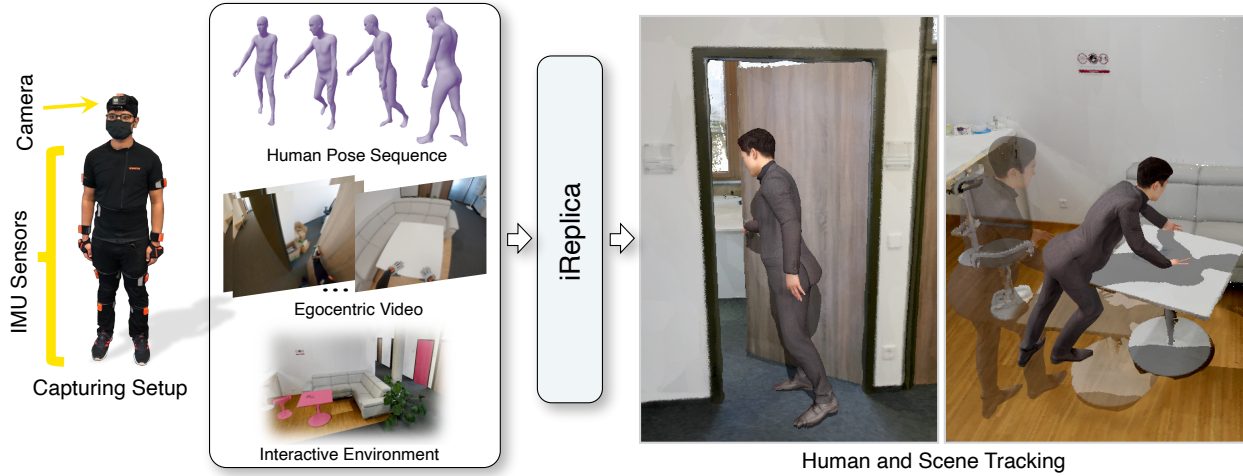 Camera
IMU Sensors
Capturing Setup
Human Pose Sequence
Egocentric Video
Interactive Environment
iReplica
Human and Scene Tracking